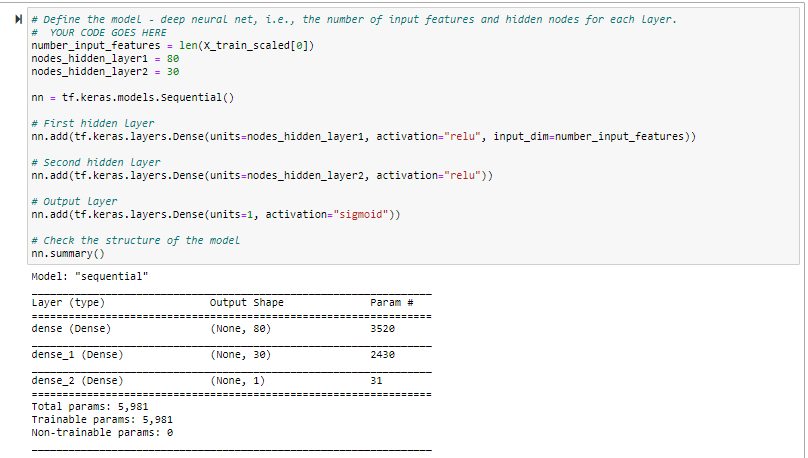 # Define the model - deep neural net, i.e., the number of input features and hidden nodes for each layer.
#  YOUR CODE GOES HERE
number_input_features = len(X_train_scaled[0])
nodes_hidden_layer1 = 80
nodes_hidden_layer2 = 30
nn = tf.keras.models.Sequential()
# First hidden layer
nn.add(tf.keras.layers.Dense(units=nodes_hidden_layer1, activation="relu", input_dim=number_input_features))
# Second hidden layer
nn.add(tf.keras.layers.Dense(units=nodes_hidden_layer2, activation="relu"))
# Output layer
nn.add(tf.keras.layers.Dense(units=1, activation="sigmoid"))
# Check the structure of the model
nn.summary()
Model: "sequential"
_________________________________________________________________
Layer (type)                 Output Shape              Param #
=================================================================
dense (Dense)                (None, 80)                3520
_________________________________________________________________
dense_1 (Dense)              (None, 30)                2430
_________________________________________________________________
dense_2 (Dense)              (None, 1)                 31
=================================================================
Total params: 5,981
Trainable params: 5,981
Non-trainable params: 0
_________________________________________________________________